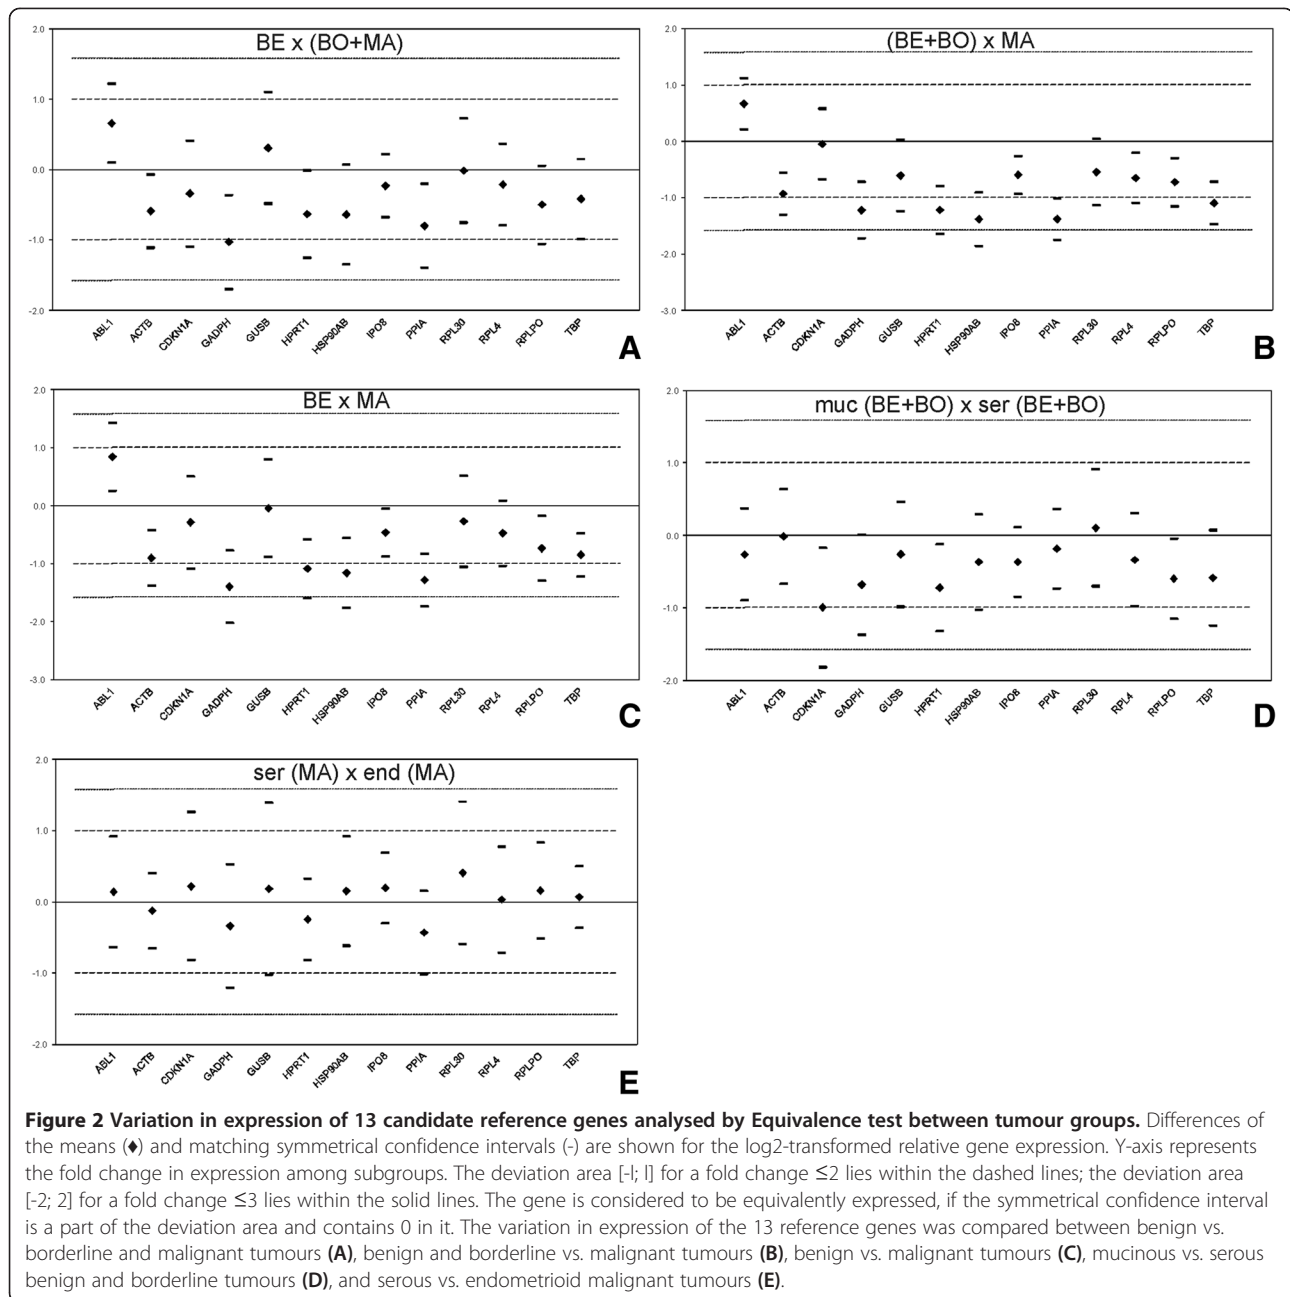 BE x (BO+MA)
2.0
1.0
0.0
-1.0
-2.0
ABL1
ACTB
CDKN1A
GADPH
GUSB
HPRT1
HSP90AB
IPO8
PPIA
RPL30
RPL4
RPLPO
TBP
A
(BE+BO) x MA
2.0
1.0
0.0
-1.0
-2.0
-3.0
ABL1
ACTB
CDKN1A
GADPH
GUSB
HPRT1
HSP90AB
IPO8
PPIA
RPL30
RPL4
RPLPO
TBP
B
BE x MA
2.0
1.0
0.0
-1.0
-2.0
-3.0
ABL1
ACTB
CDKN1A
GADPH
GUSB
HPRT1
HSP90AB
IPO8
PPIA
RPL30
RPL4
RPLPO
TBP
C
muc (BE+BO) x ser (BE+BO)
2.0
1.0
0.0
-1.0
-2.0
ABL1
ACTB
CDKN1A
GADPH
GUSB
HPRT1
HSP90AB
IPO8
PPIA
RPL30
RPL4
RPLPO
TBP
D
ser (MA) x end (MA)
2.0
1.0
0.0
-1.0
-2.0
ABL1
ACTB
CDKN1A
GADPH
GUSB
HPRT1
HSP90AB
IPO8
PPIA
RPL30
RPL4
RPLPO
TBP
E
Figure 2 Variation in expression of 13 candidate reference genes analysed by Equivalence test between tumour groups. Differences of
the means (♦) and matching symmetrical confidence intervals (-) are shown for the log2-transformed relative gene expression. Y-axis represents
the fold change in expression among subgroups. The deviation area [-l; l] for a fold change ≤2 lies within the dashed lines; the deviation area
[-2; 2] for a fold change ≤3 lies within the solid lines. The gene is considered to be equivalently expressed, if the symmetrical confidence interval
is a part of the deviation area and contains 0 in it. The variation in expression of the 13 reference genes was compared between benign vs.
borderline and malignant tumours (A), benign and borderline vs. malignant tumours (B), benign vs. malignant tumours (C), mucinous vs. serous
benign and borderline tumours (D), and serous vs. endometrioid malignant tumours (E).